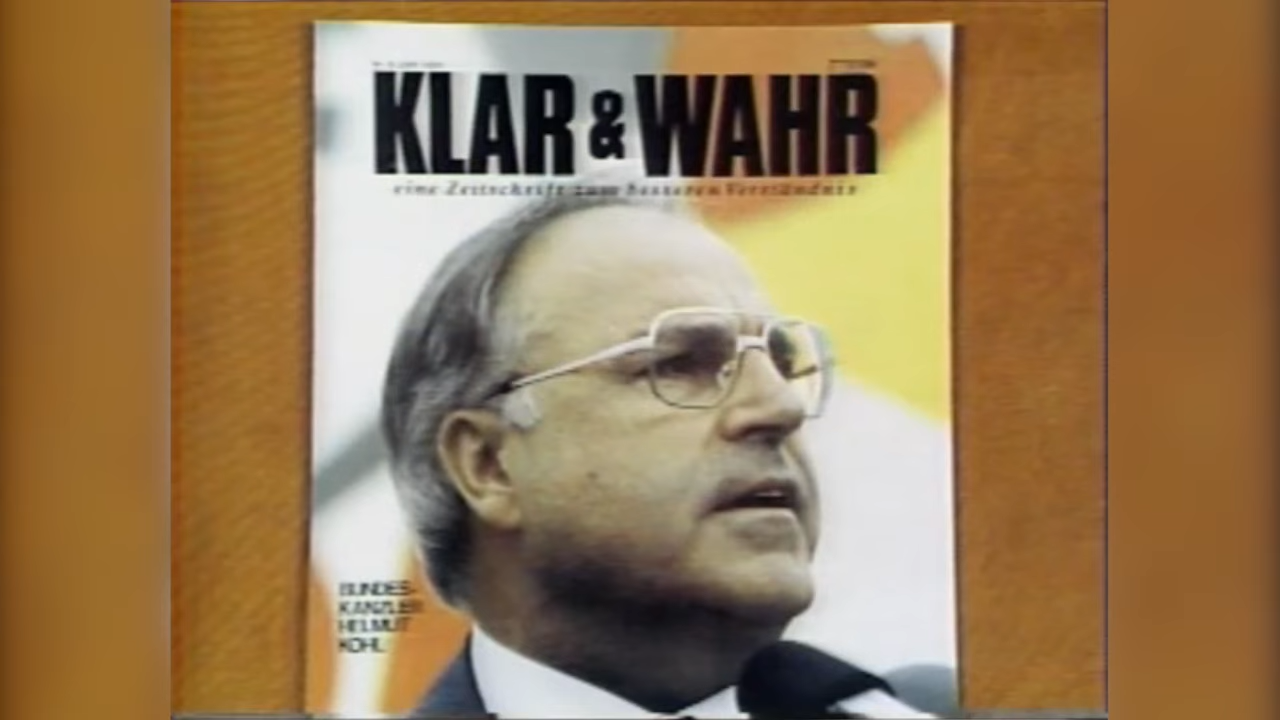 KLAR & WAHR
eine Zeitschrift zum besseren Verständnis
BUNDES-
KANZLER
HELMUT
KOHL